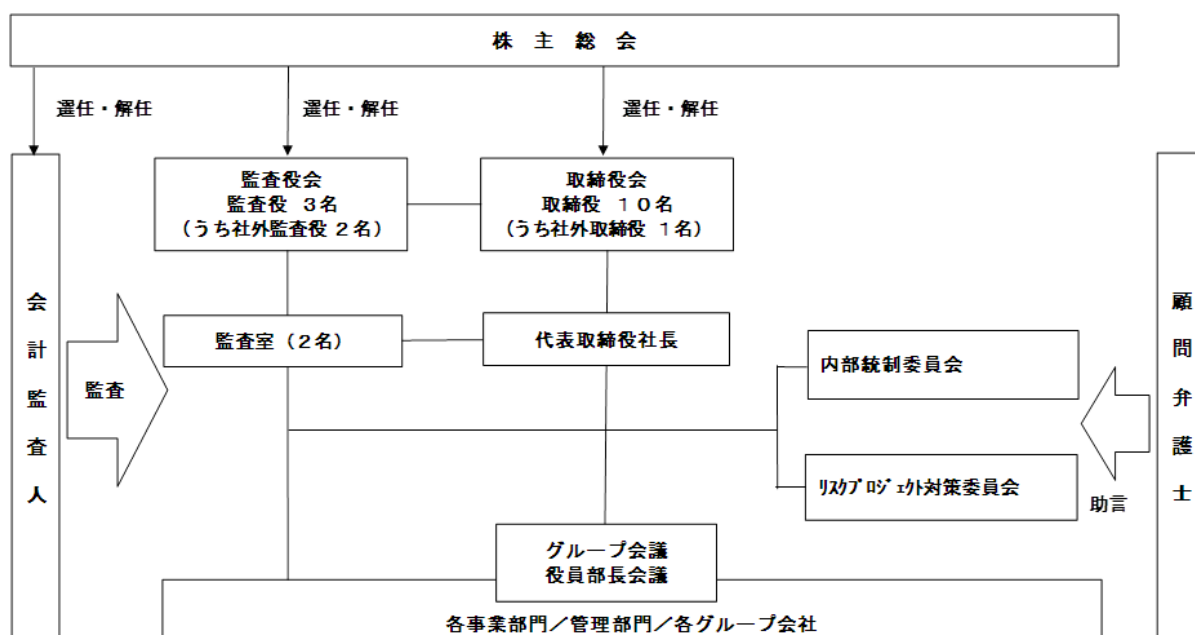 株 主 総 会
選任・解任
選任・解任
選任・解任
監査役会
監査役 3名
(うち社外監査役 2名)
取締役会
取締役 10名
(うち社外取締役 1名)
会計監査人
監査
監査室(2名)
代表取締役社長
内部統制委員会
リスクプロジェクト対策委員会
顧問弁護士
助言
グループ会議
役員部長会議
各事業部門/管理部門/各グループ会社